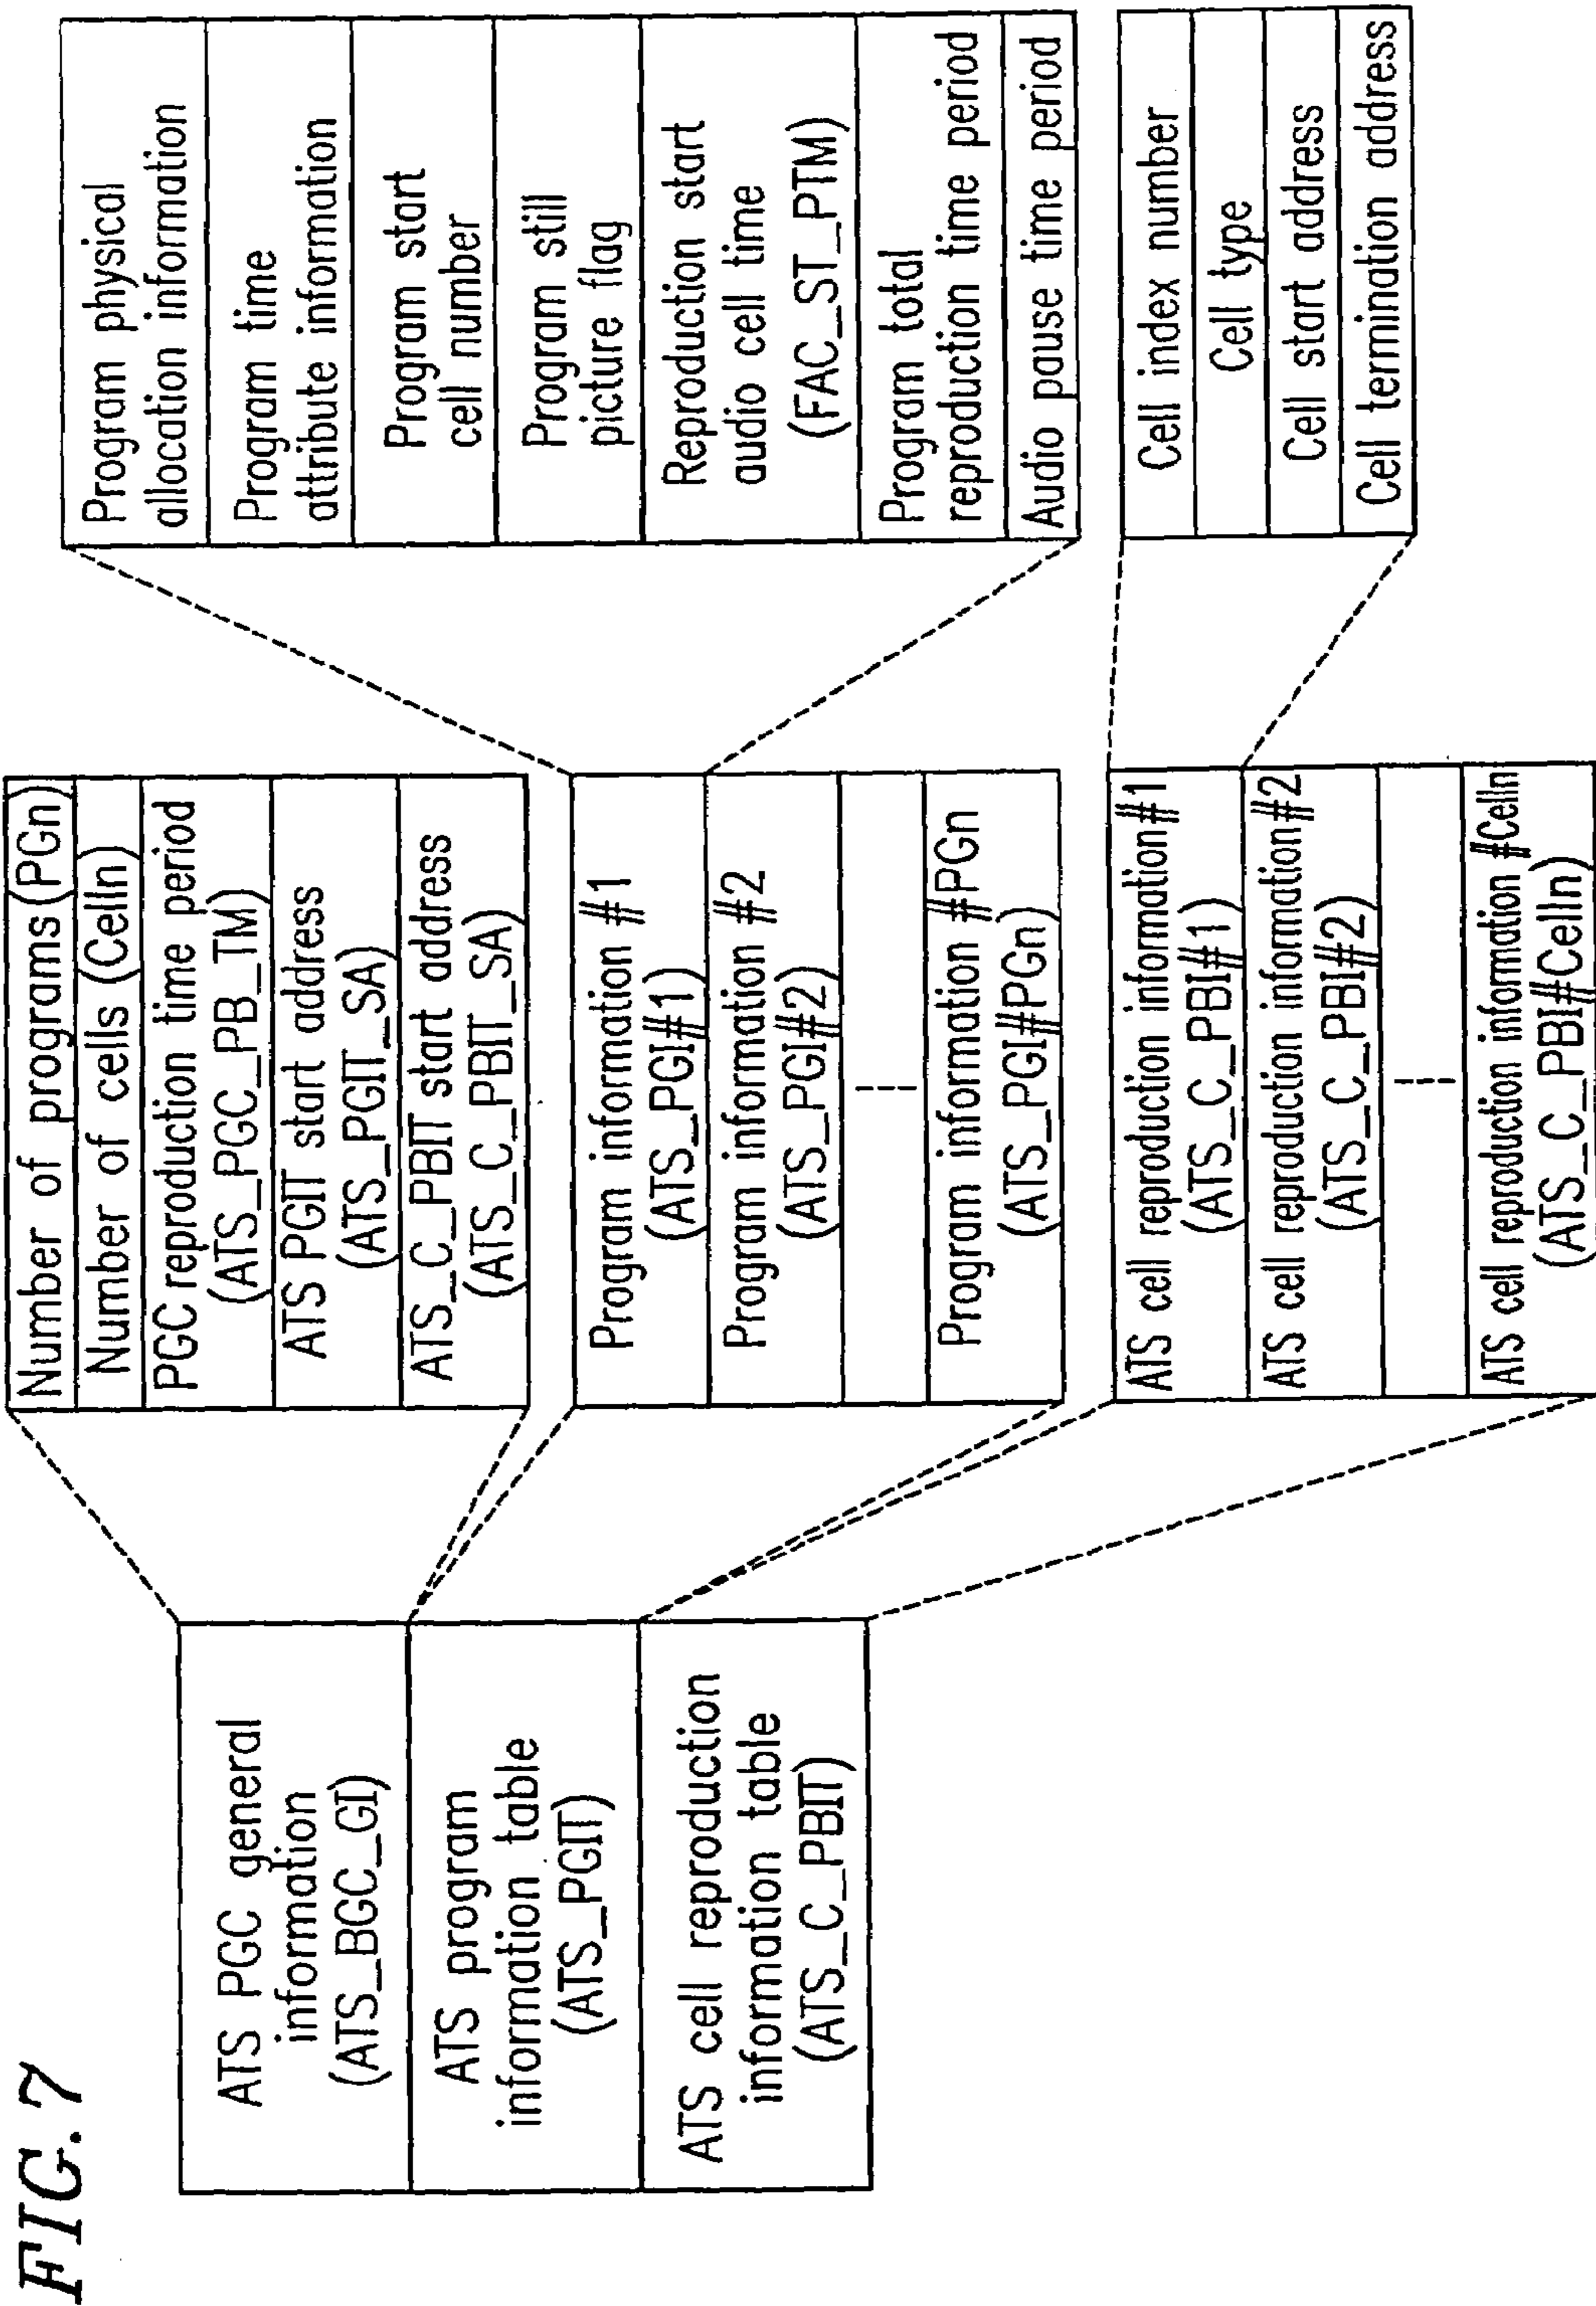 FIG. 7
ATS PGC general
information
(ATS_BGC_GI)
ATS program
information table
(ATS_PGIT)
ATS cell reproduction
information table
(ATS_C_PBIT)
Number of programs(PGn)
Number of cells (Celln)
PGC reproduction time period
(ATS_PGC_PB_TM)
ATS PGIT start address
(ATS_PGIT_SA)
ATS_C_PBIT start address
(ATS_C_PBIT_SA)
Program information #1
(ATS_PGI#1)
Program information #2
(ATS_PGI#2)
Program information #PGn
(ATS_PGI#PGn)
ATS cell reproduction information#1
(ATS_C_PBI#1)
ATS cell reproduction information#2
(ATS_C_PBI#2)
ATS cell reproduction information #Celln
(ATS_C_PBI#Celln)
Program physical
allocation information
Program time
attribute information
Program start
cell number
Program still
picture flag
Reproduction start
audio cell time
(FAC_ST_PTM)
Program total
reproduction time period
Audio pause time period
Cell index number
Cell type
Cell start address
Cell termination address